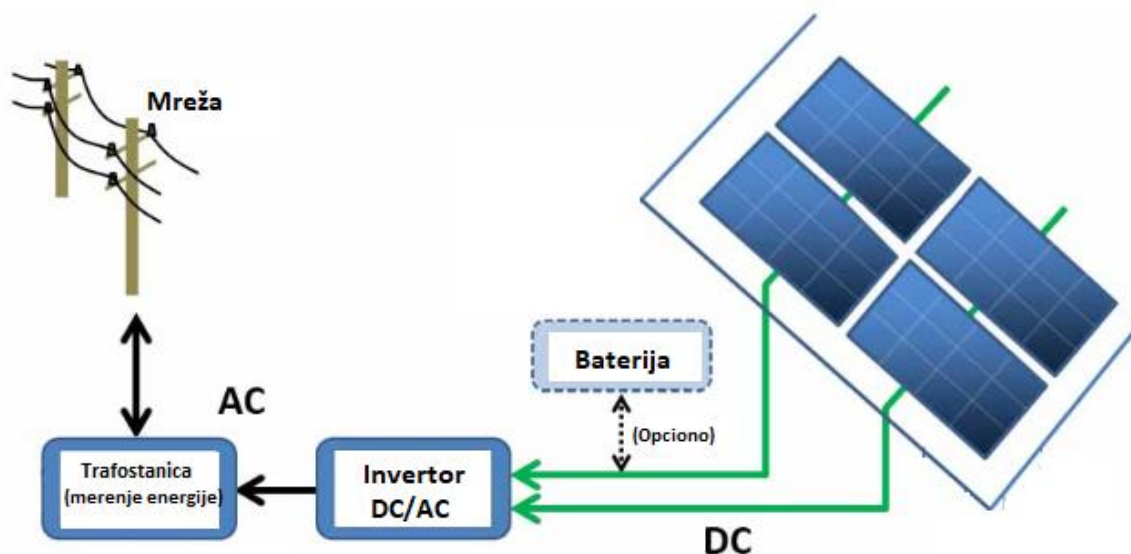 Mreža
Baterija
(Opciono)
AC
Trafostanica
(merenje energije)
Invertor
DC/AC
DC